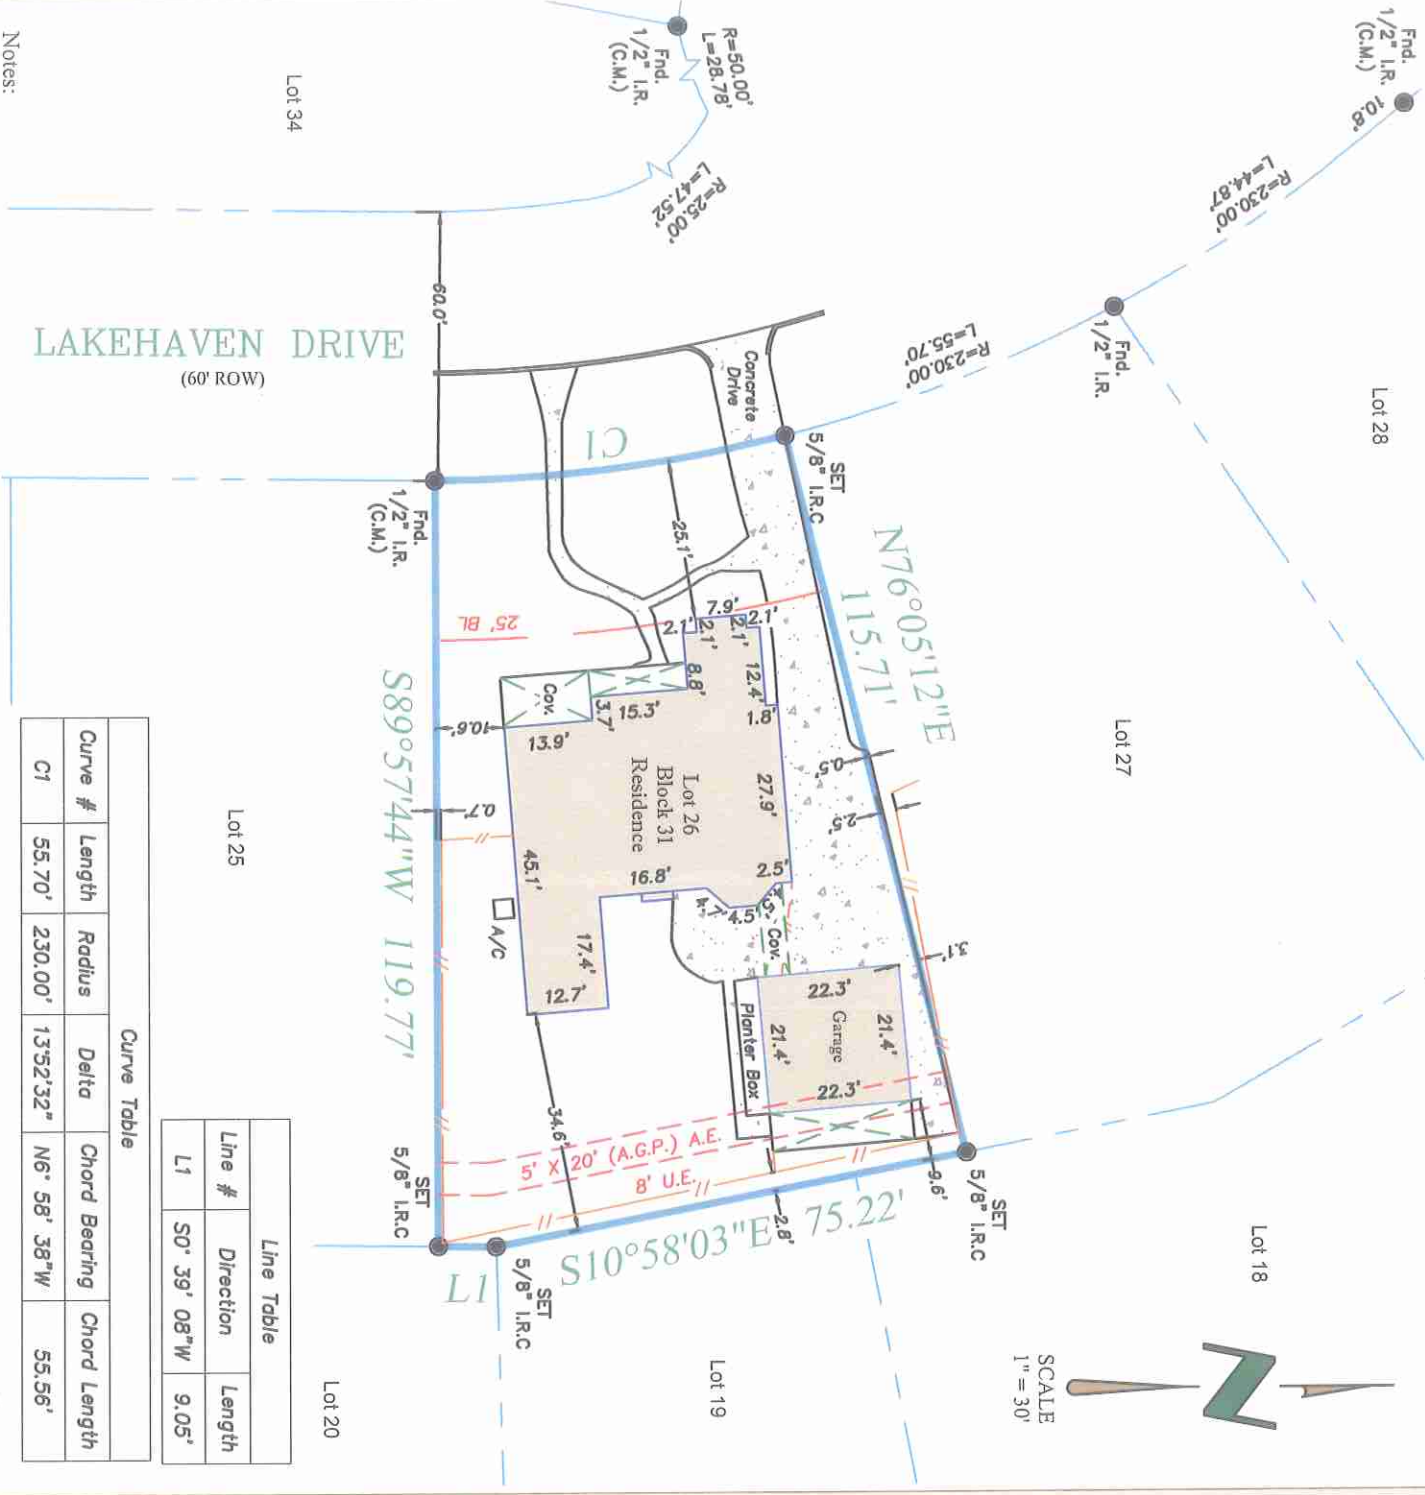 Fnd.
1/2" I.R.
(C.M.)
10.8'
R=230.00'
L=44.87'
R=50.00'
L=28.78'
Fnd.
1/2" I.R.
(C.M.)
R=25.00'
L=47.52'
Lot 34
Notes:
Fnd.
1/2" I.R.
R=230.00'
L=55.70'
Lot 28
LAKEHAVEN DRIVE
(60' ROW)
60.0'
Concrete
Drive
C1
SET
5/8" I.R.C
Fnd.
1/2" I.R.
(C.M.)
N76°05'12"E
115.71'
Lot 27
25.1'
25' BL
7.9'
2.1'
2.1'
2.1'
2.1'
8.8'
12.4'
1.8'
Cov.
3.7'
15.3'
13.9'
10.6'
Lot 26
Block 31
Residence
27.9'
0.5'
2.5'
0.7'
45.1'
16.8'
2.5'
4.5'
Cov.
A/C
17.4'
12.7'
3.1'
22.3'
21.4'
Garage
21.4'
22.3'
Planter Box
34.6'
5' X 20' (A.G.P.) A.E.
8' U.E.
9.6'
2.8'
S89°57'44"W 119.77'
Lot 25
SET
5/8" I.R.C
SET
5/8" I.R.C
SET
5/8" I.R.C
S10°58'03"E 75.22'
L1
Lot 18
Lot 19
Lot 20
SCALE
1" = 30'
Line Table
Line # Direction Length
L1 S0° 39' 08"W 9.05'
Curve Table
Curve # Length Radius Delta Chord Bearing Chord Length
C1 55.70' 230.00' 13°52'32" N6° 58' 38"W 55.56'